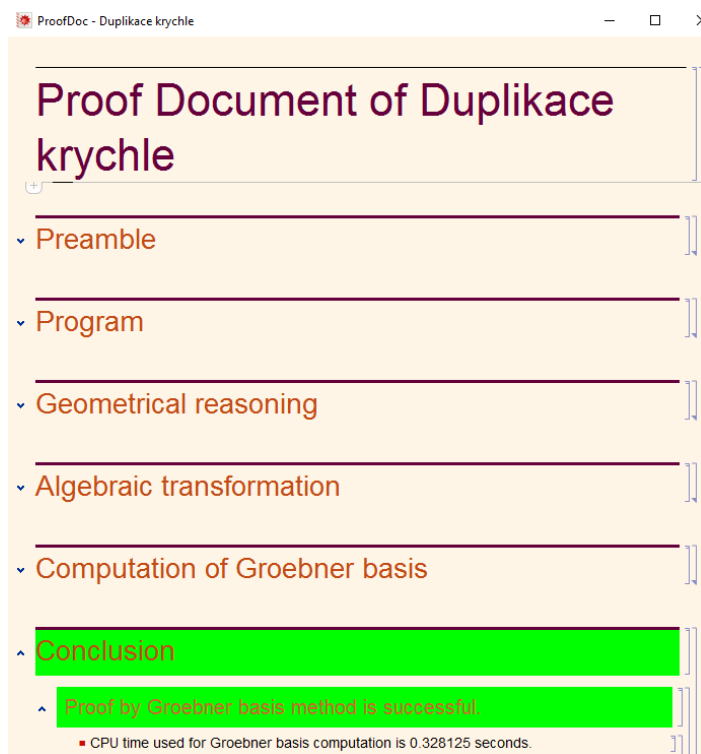 ProofDoc - Duplikace krychle
Proof Document of Duplikace
krychle
Preamble
Program
Geometrical reasoning
Algebraic transformation
Computation of Groebner basis
Conclusion
Proof by Groebner basis method is successful.
CPU time used for Groebner basis computation is 0.328125 seconds.